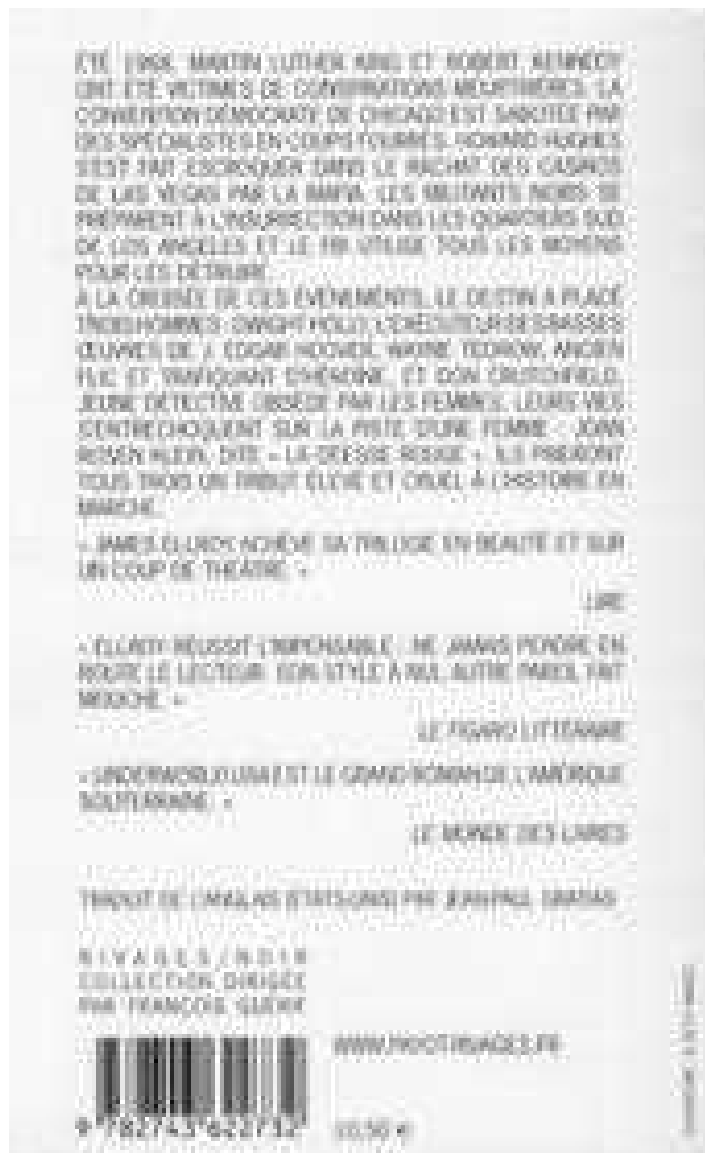 ÉTÉ 1968. MARTIN LUTHER KING ET ROBERT KENNEDY
ONT ÉTÉ VICTIMES DE CONSPIRATIONS MEURTRIÈRES. LA
CONVENTION DÉMOCRATE DE CHICAGO EST SABOTÉE PAR
DES SPÉCIALISTES EN COUPS FOURRÉS. HOWARD HUGHES
S'EST FAIT ESCROQUER DANS LE RACHAT DES CASINOS
DE LAS VEGAS PAR LA MAFIA. LES MILITANTS NOIRS SE
PRÉPARENT À L'INSURRECTION DANS LES QUARTIERS SUD
DE LOS ANGELES ET LE FBI UTILISE TOUS LES MOYENS
POUR LES DÉTRUIRE.
À LA CROISÉE DE CES ÉVÉNEMENTS, LE DESTIN A PLACÉ
TROIS HOMMES : DWIGHT HOLLY, L'EXÉCUTEUR DES BASSES
ŒUVRES DE J. EDGAR HOOVER, WAYNE TEDROW, ANCIEN
FLIC ET TRAFIQUANT D'HÉROÏNE, ET DON CRUTCHFIELD,
JEUNE DÉTECTIVE OBSÉDÉ PAR LES FEMMES. LEURS VIES
S'ENTRECHOQUENT SUR LA PISTE D'UNE FEMME : JOAN
ROSEN KLEIN, DITE « LA DÉESSE ROUGE ». ILS PAIERONT
TOUS TROIS UN TRIBUT ÉLEVÉ ET CRUEL À L'HISTOIRE EN
MARCHE.
« JAMES ELLROY ACHÈVE SA TRILOGIE EN BEAUTÉ ET SUR
UN COUP DE THÉÂTRE. »
LIRE
« ELLROY RÉUSSIT L'IMPENSABLE : NE JAMAIS PERDRE EN
ROUTE LE LECTEUR. SON STYLE À NUL AUTRE PAREIL FAIT
MOUCHE. »
LE FIGARO LITTÉRAIRE
« UNDERWORLD USA EST LE GRAND ROMAN DE L'AMÉRIQUE
SOUTERRAINE. »
LE MONDE DES LIVRES
TRADUIT DE L'ANGLAIS (ÉTATS-UNIS) PAR JEAN-PAUL GRATIAS
RIVAGES/NOIR
COLLECTION DIRIGÉE
PAR FRANÇOIS GUÉRIF
WWW.PAYOT-RIVAGES.FR
9 782743 622732
10,50 €